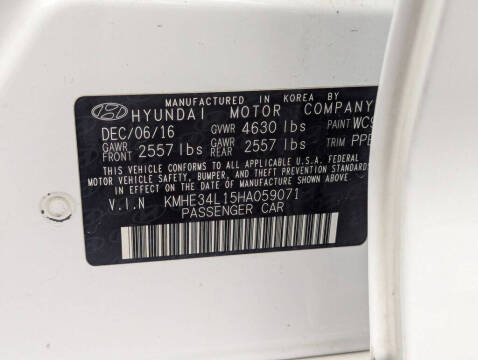 MANUFACTURED IN KOREA BY
HYUNDAI MOTOR COMPANY
DEC/06/16 GVWR 4630 lbs PAINT WC9
GAWR FRONT 2557 lbs GAWR REAR 2557 lbs TRIM PPB
THIS VEHICLE CONFORMS TO ALL APPLICABLE U.S.A. FEDERAL
MOTOR VEHICLE SAFETY, BUMPER, AND THEFT PREVENTION STANDARDS
IN EFFECT ON THE DATE OF MANUFACTURE SHOWN ABOVE.
V.I.N KMHE34L15HA059071
PASSENGER CAR